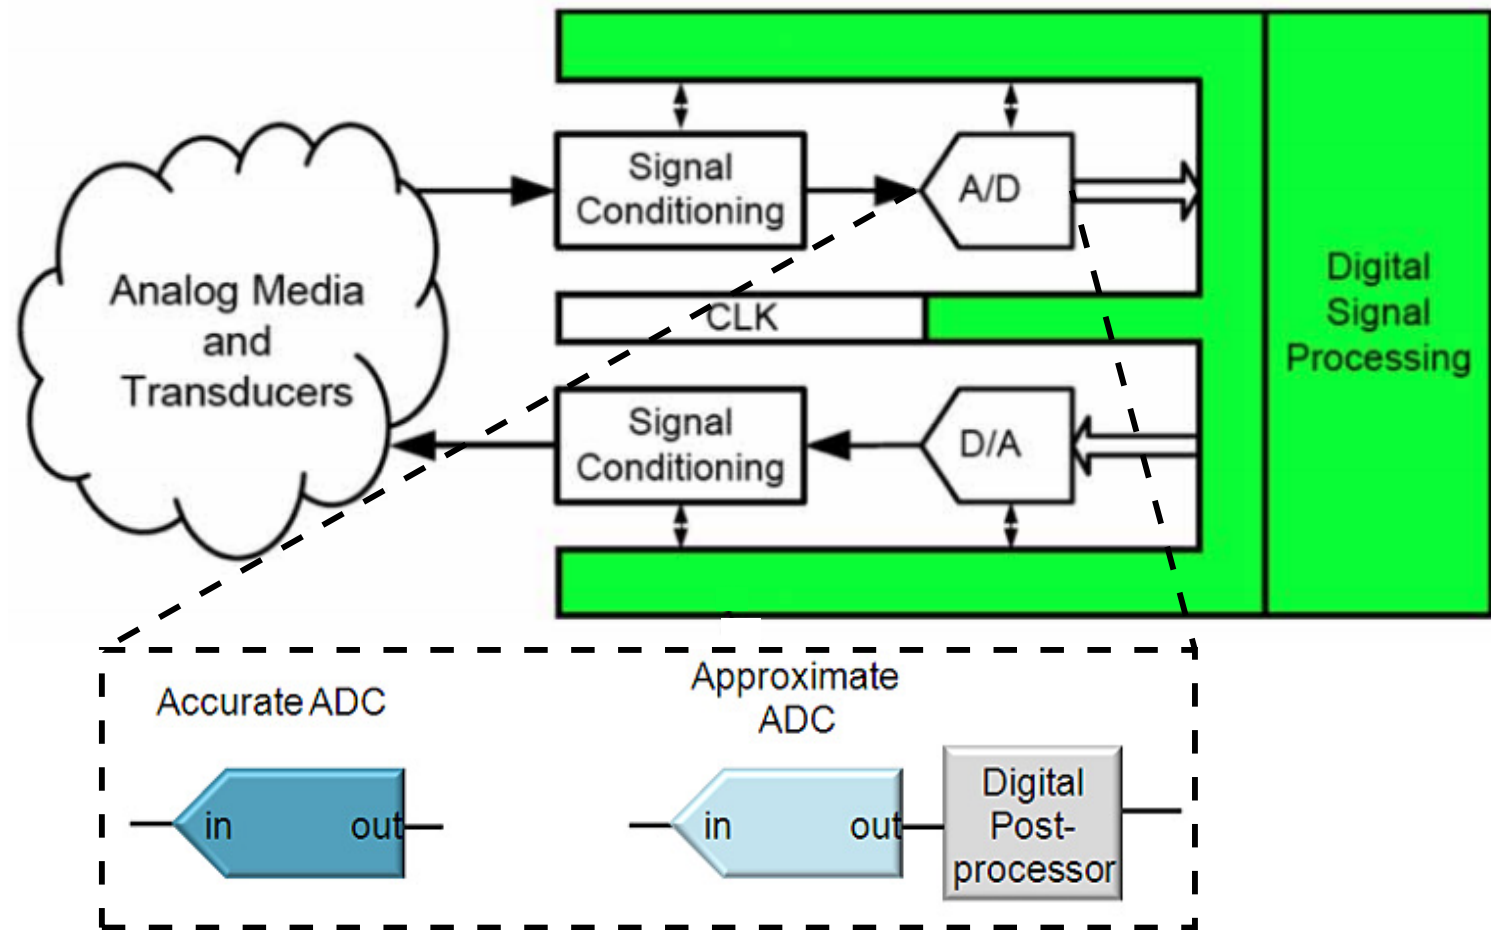 Signal
Conditioning
A/D
Analog Media
and
Transducers
CLK
Digital
Signal
Processing
Signal
Conditioning
D/A
Accurate ADC
in
out
Approximate
ADC
in
out
Digital
Post-
processor